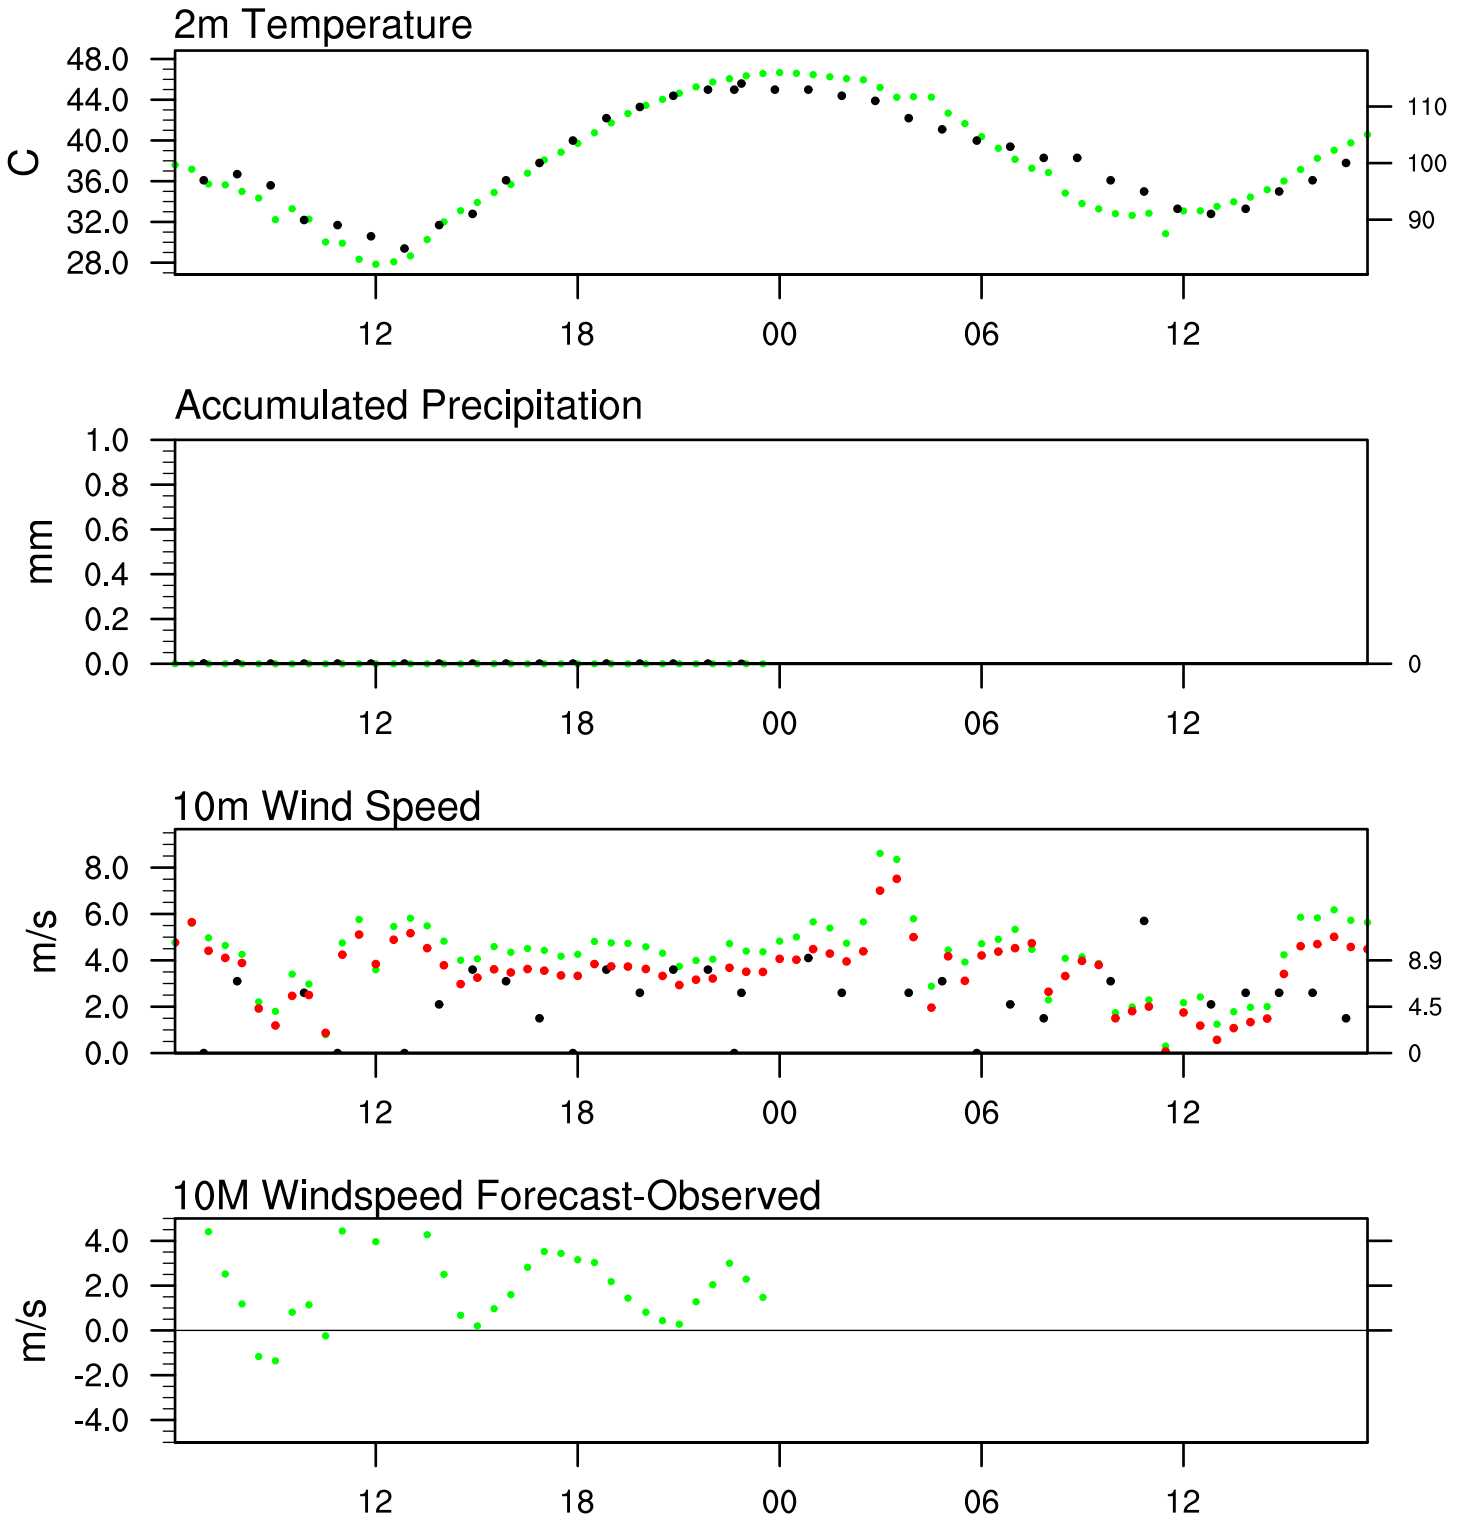 2m Temperature
48.0
44.0
40.0
36.0
32.0
28.0
C
110
100
90
12 18 00 06 12
Accumulated Precipitation
1.0
0.8
0.6
0.4
0.2
0.0
mm
0
12 18 00 06 12
10m Wind Speed
8.0
6.0
4.0
2.0
0.0
m/s
8.9
4.5
0
12 18 00 06 12
10M Windspeed Forecast-Observed
4.0
2.0
0.0
-2.0
-4.0
m/s
12 18 00 06 12